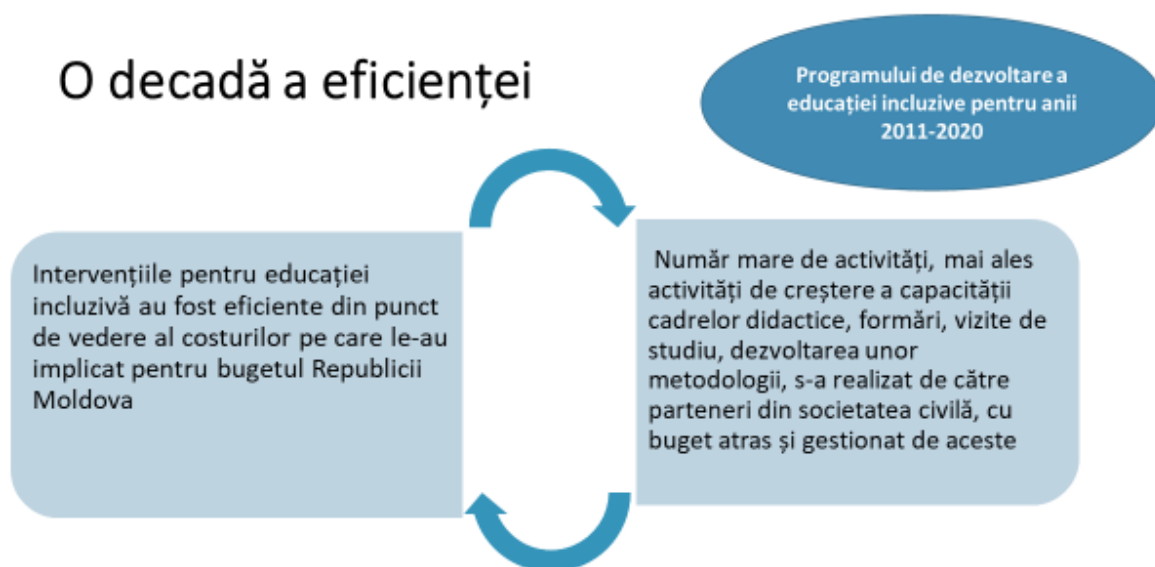 O decadă a eficienței
Programului de dezvoltare a
educației incluzive pentru anii
2011-2020
Intervențiile pentru educației
incluzivă au fost eficiente din punct
de vedere al costurilor pe care le-au
implicat pentru bugetul Republicii
Moldova
Număr mare de activități, mai ales
activități de creștere a capacității
cadrelor didactice, formări, vizite de
studiu, dezvoltarea unor
metodologii, s-a realizat de către
parteneri din societatea civilă, cu
buget atras și gestionat de aceste